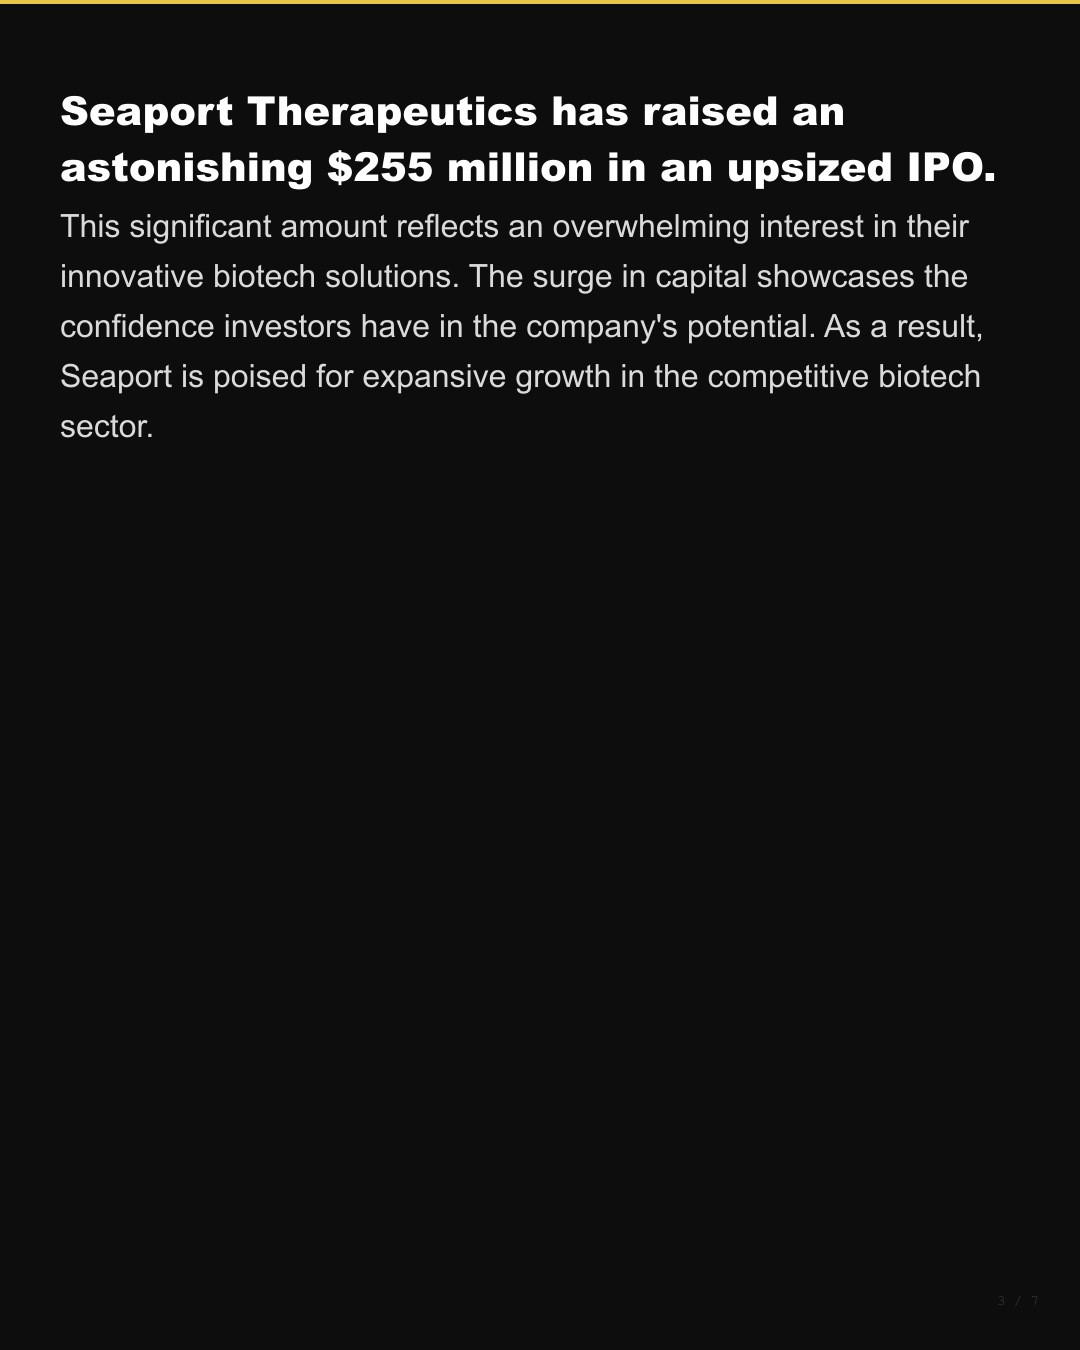 Seaport Therapeutics has raised an
astonishing $255 million in an upsized IPO.
This significant amount reflects an overwhelming interest in their
innovative biotech solutions. The surge in capital showcases the
confidence investors have in the company's potential. As a result,
Seaport is poised for expansive growth in the competitive biotech
sector.
3 / 7